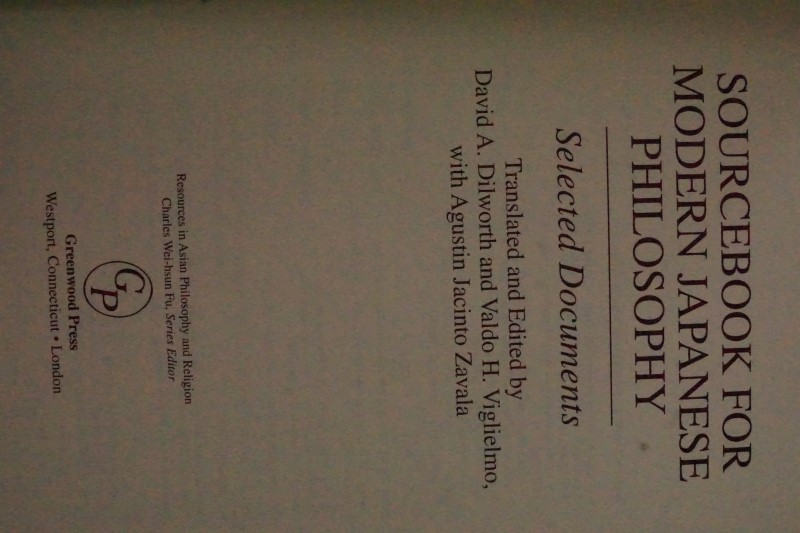 SOURCEBOOK FOR
MODERN JAPANESE
PHILOSOPHY
Selected Documents
Translated and Edited by
David A. Dilworth and Valdo H. Viglielmo,
with Agustin Jacinto Zavala
Resources in Asian Philosophy and Religion
Charles Wei-hsun Fu, Series Editor
GP
Greenwood Press
Westport, Connecticut • London